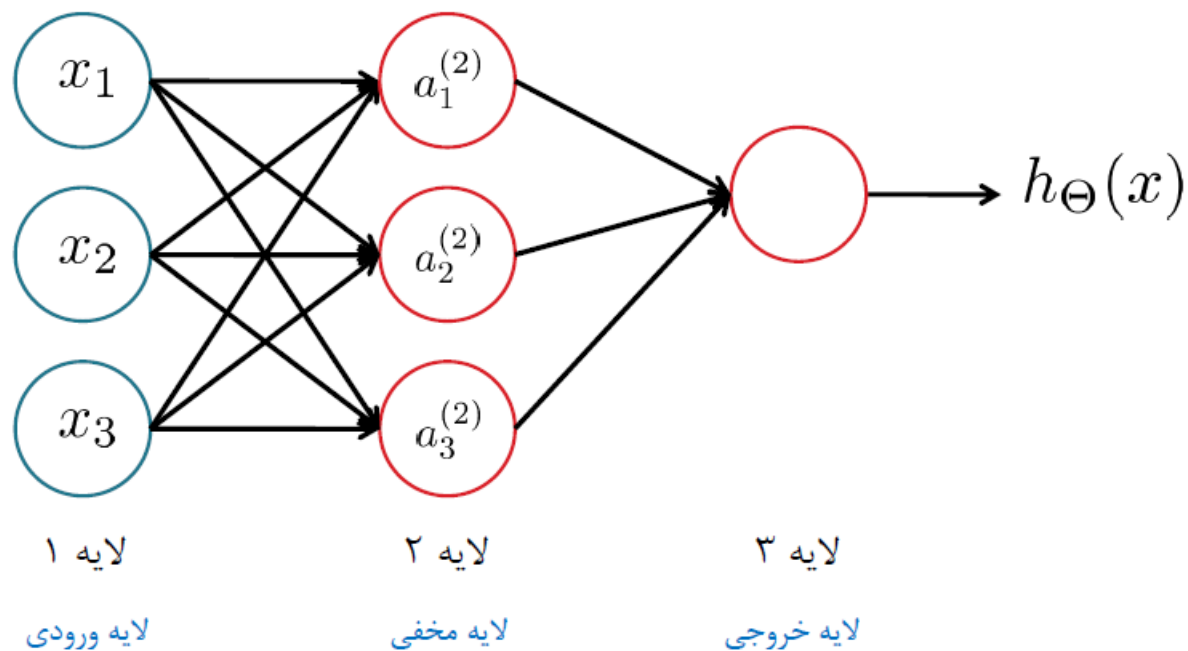 x₁
a₁⁽²⁾
x₂
a₂⁽²⁾
h_Θ(x)
x₃
a₃⁽²⁾
لایه ۱
لایه ۲
لایه ۳
لایه ورودی
لایه مخفی
لایه خروجی